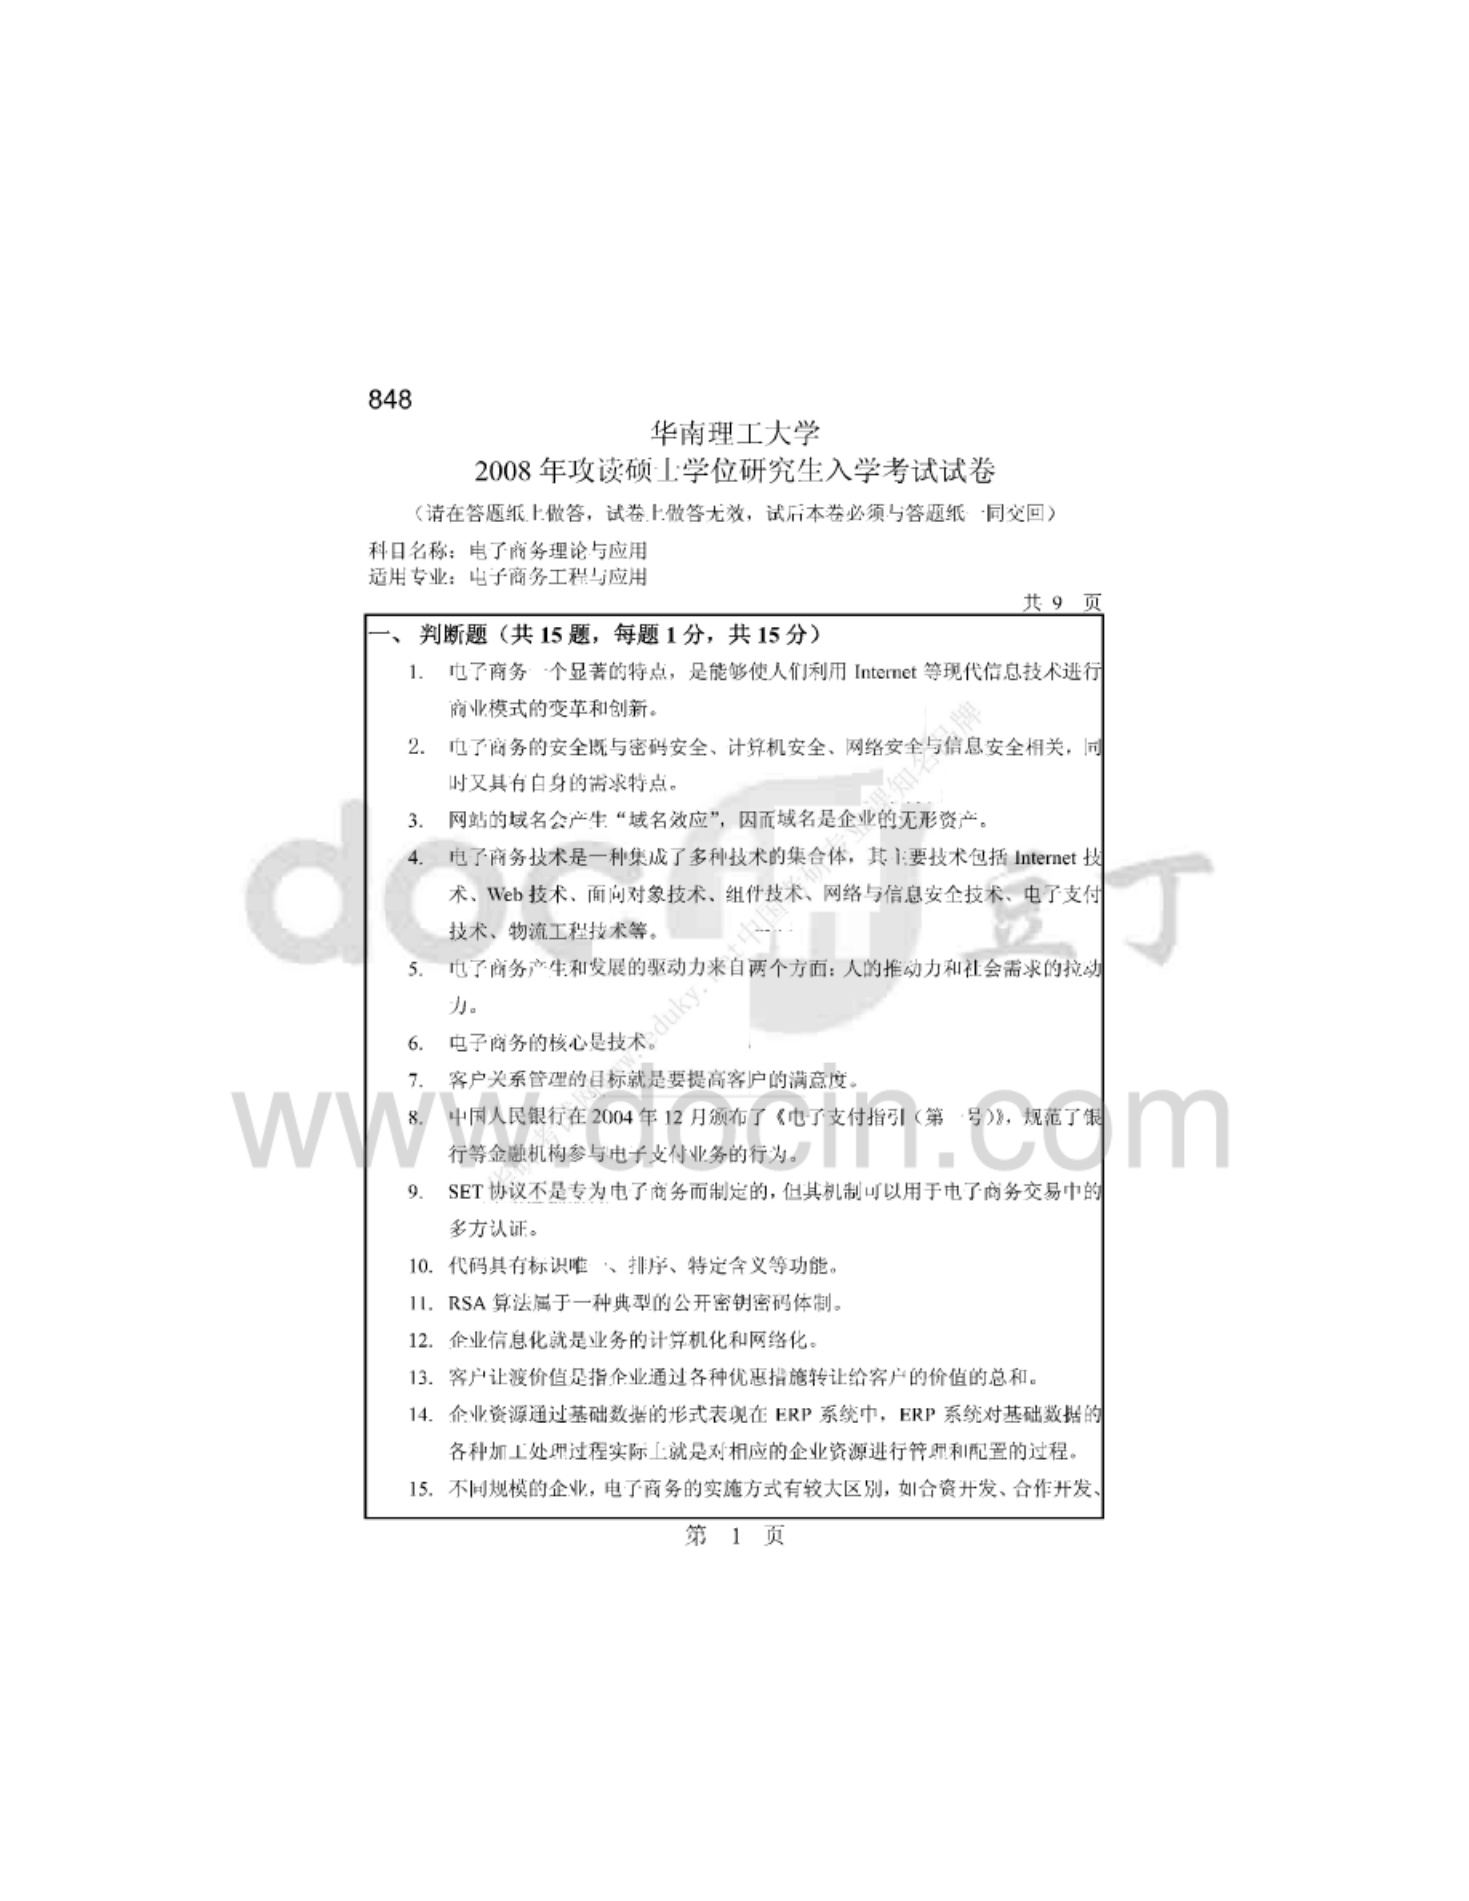 848
华南理工大学
2008 年攻读硕士学位研究生入学考试试卷
（请在答题纸上做答，试卷上做答无效，试后本卷必须与答题纸一同交回）
科目名称：电子商务理论与应用
适用专业：电子商务工程与应用
共 9 页
一、 判断题（共 15 题，每题 1 分，共 15 分）
1. 电子商务一个显著的特点，是能够使人们利用 Internet 等现代信息技术进行
商业模式的变革和创新。
2. 电子商务的安全既与密码安全、计算机安全、网络安全与信息安全相关，同
时又具有自身的需求特点。
3. 网站的域名会产生“域名效应”，因而域名是企业的无形资产。
4. 电子商务技术是一种集成了多种技术的集合体，其主要技术包括 Internet 技
术、Web 技术、面向对象技术、组件技术、网络与信息安全技术、电子支付
技术、物流工程技术等。
5. 电子商务产生和发展的驱动力来自两个方面：人的推动力和社会需求的拉动
力。
6. 电子商务的核心是技术。
7. 客户关系管理的目标就是要提高客户的满意度。
8. 中国人民银行在 2004 年 12 月颁布了《电子支付指引（第一号）》，规范了银
行等金融机构参与电子支付业务的行为。
9. SET 协议不是专为电子商务而制定的，但其机制可以用于电子商务交易中的
多方认证。
10. 代码具有标识唯一、排序、特定含义等功能。
11. RSA 算法属于一种典型的公开密钥密码体制。
12. 企业信息化就是业务的计算机化和网络化。
13. 客户让渡价值是指企业通过各种优惠措施转让给客户的价值的总和。
14. 企业资源通过基础数据的形式表现在 ERP 系统中，ERP 系统对基础数据的
各种加工处理过程实际上就是对相应的企业资源进行管理和配置的过程。
15. 不同规模的企业，电子商务的实施方式有较大区别，如合资开发、合作开发、
第 1 页
docin 豆丁
www.docin.com